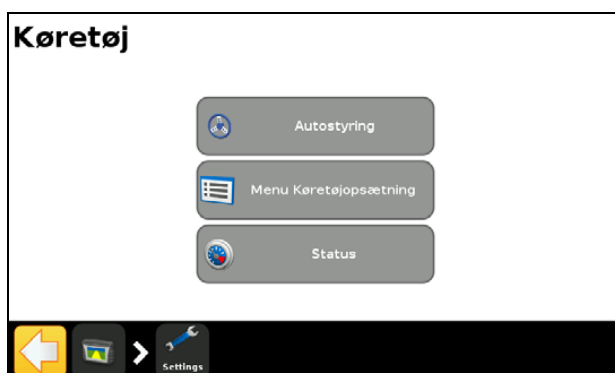 Køretøj
Autostyring
Menu Køretøjopsætning
Status
Settings